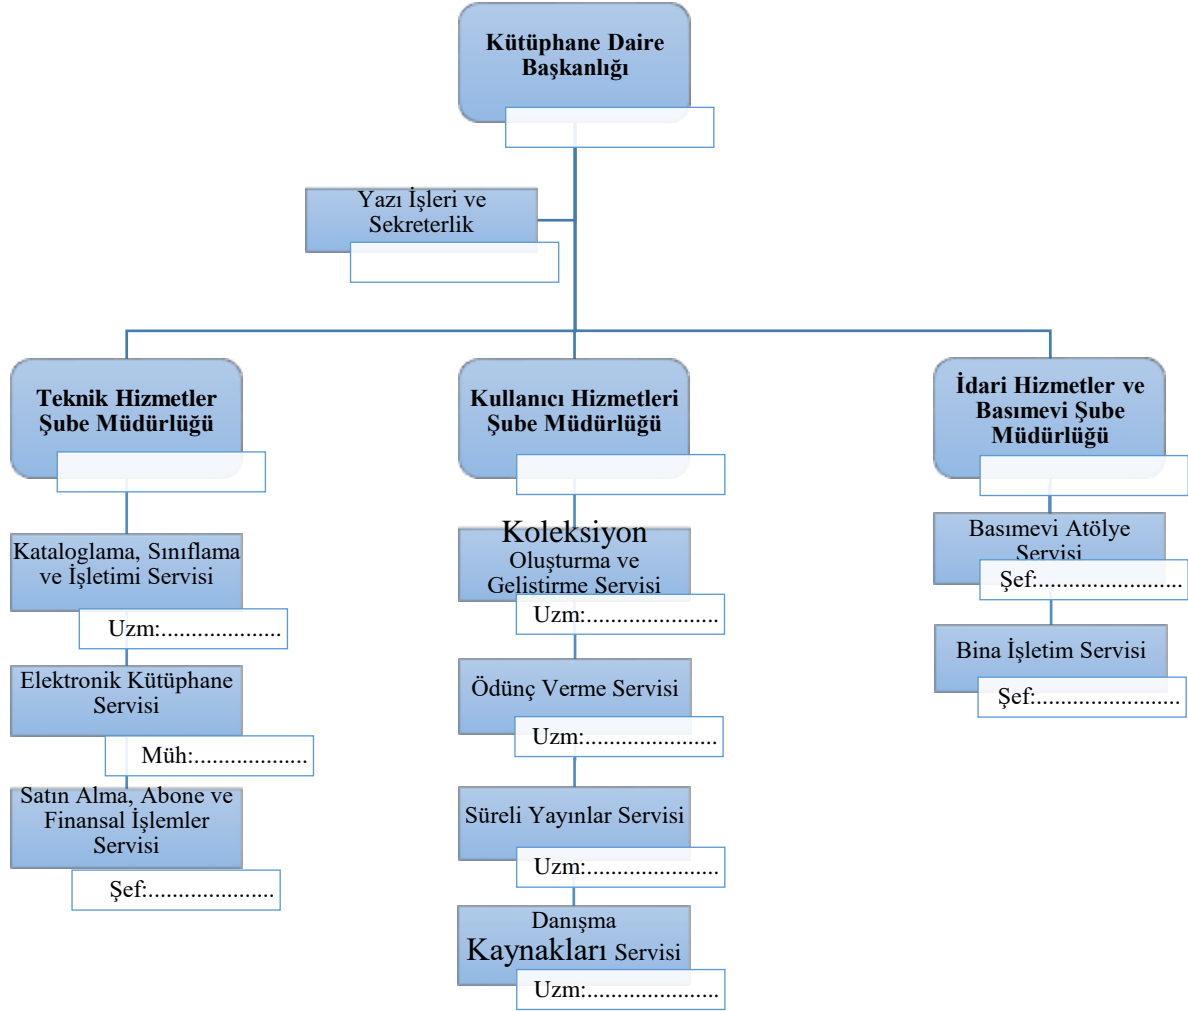 Kütüphane Daire
Başkanlığı
Yazı İşleri ve
Sekreterlik
Teknik Hizmetler
Şube Müdürlüğü
Kataloglama, Sınıflama
ve İşletimi Servisi
Uzm:....................
Elektronik Kütüphane
Servisi
Müh:...................
Satın Alma, Abone ve
Finansal İşlemler
Servisi
Şef:.....................
Kullanıcı Hizmetleri
Şube Müdürlüğü
Koleksiyon
Oluşturma ve
Gelistirme Servisi
Uzm:......................
Ödünç Verme Servisi
Uzm:......................
Süreli Yayınlar Servisi
Uzm:......................
Danışma
Kaynakları Servisi
Uzm:......................
İdari Hizmetler ve
Basımevi Şube
Müdürlüğü
Basımevi Atölye
Servisi
Şef:........................
Bina İşletim Servisi
Şef:........................